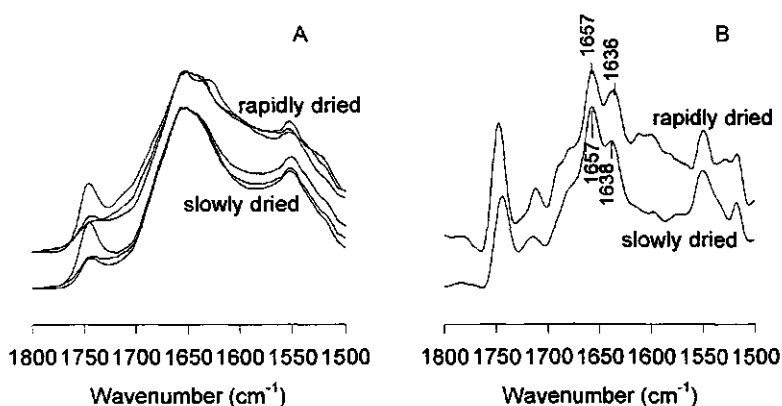 A
rapidly dried
slowly dried
1800 1750 1700 1650 1600 1550 1500
Wavenumber (cm⁻¹)
B
1657
1636
rapidly dried
1657
1638
slowly dried
1800 1750 1700 1650 1600 1550 1500
Wavenumber (cm⁻¹)